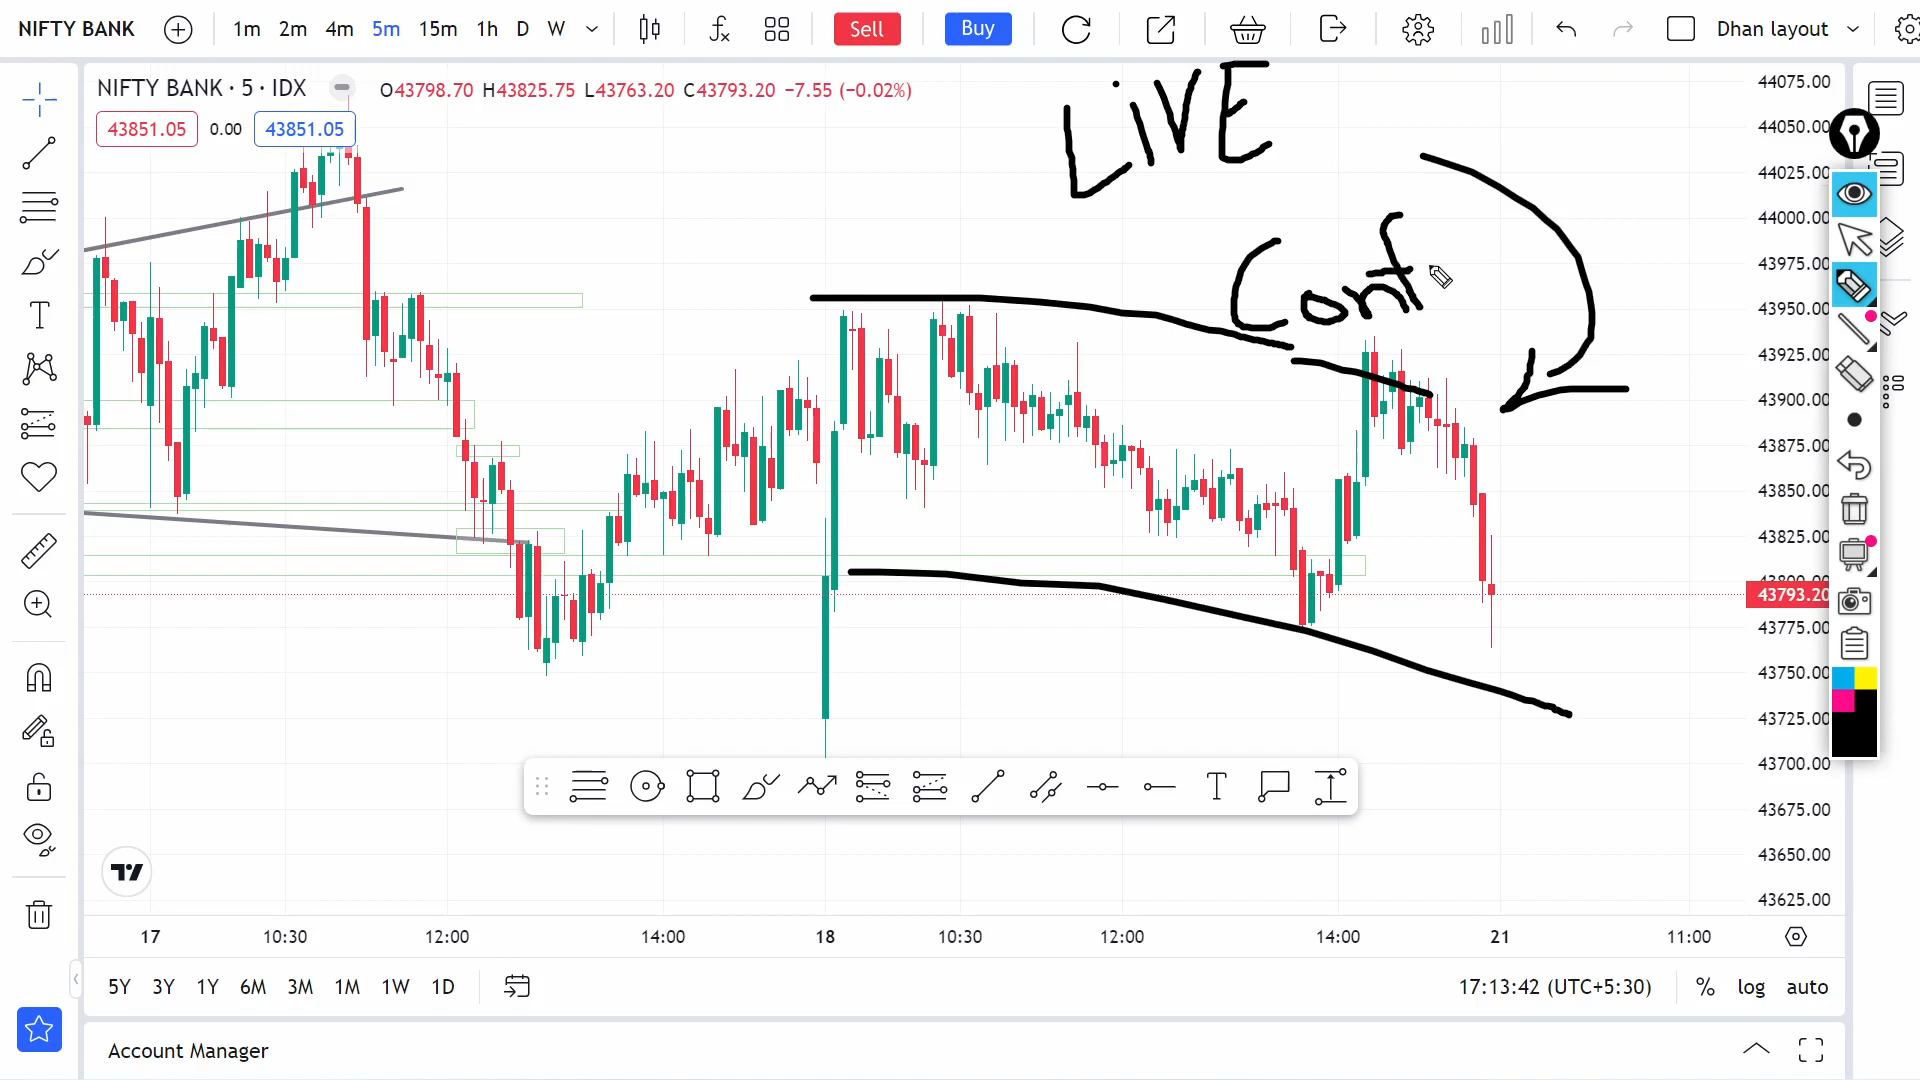 NIFTY BANK 1m 2m 4m 5m 15m 1h D W Sell Buy Dhan layout
NIFTY BANK · 5 · IDX O43798.70 H43825.75 L43763.20 C43793.20 −7.55 (−0.02%)
43851.05 0.00 43851.05
LiVE
Conf
44075.00
44050.00
44025.00
44000.00
43975.00
43950.00
43925.00
43900.00
43875.00
43850.00
43825.00
43793.20
43775.00
43750.00
43725.00
43700.00
43675.00
43650.00
43625.00
17 10:30 12:00 14:00 18 10:30 12:00 14:00 21 11:00
5Y 3Y 1Y 6M 3M 1M 1W 1D 17:13:42 (UTC+5:30) % log auto
Account Manager